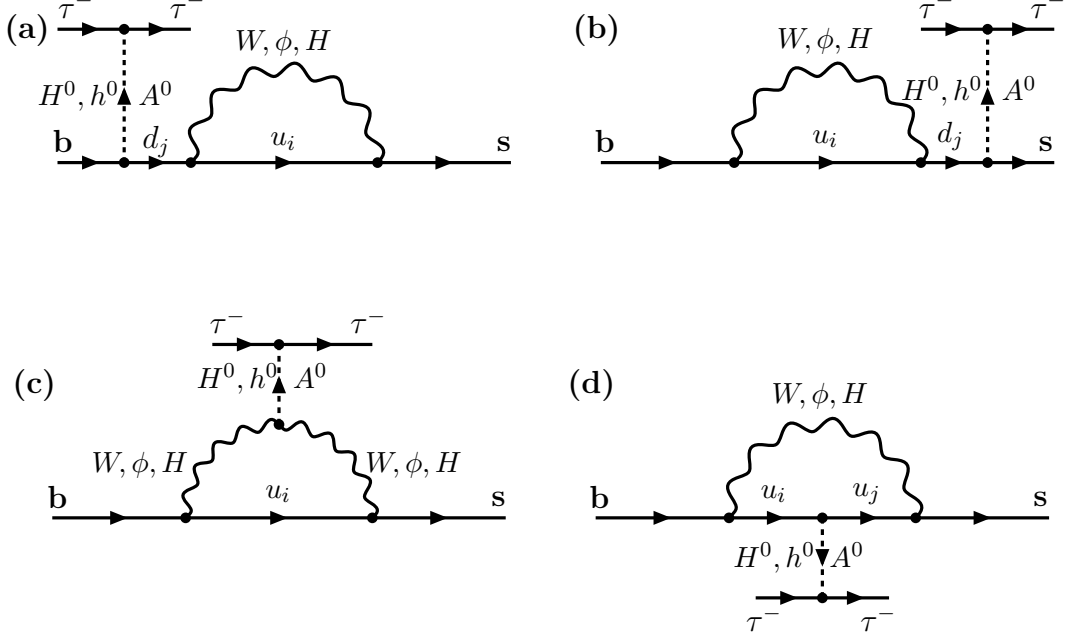 (a) τ⁻ τ⁻
W, ϕ, H
H⁰, h⁰ A⁰
b d_j u_i s
(b) τ⁻ τ⁻
W, ϕ, H
H⁰, h⁰ A⁰
b u_i d_j s
(c) τ⁻ τ⁻
H⁰, h⁰ A⁰
W, ϕ, H W, ϕ, H
b u_i s
(d)
W, ϕ, H
b u_i u_j s
H⁰, h⁰ A⁰
τ⁻ τ⁻